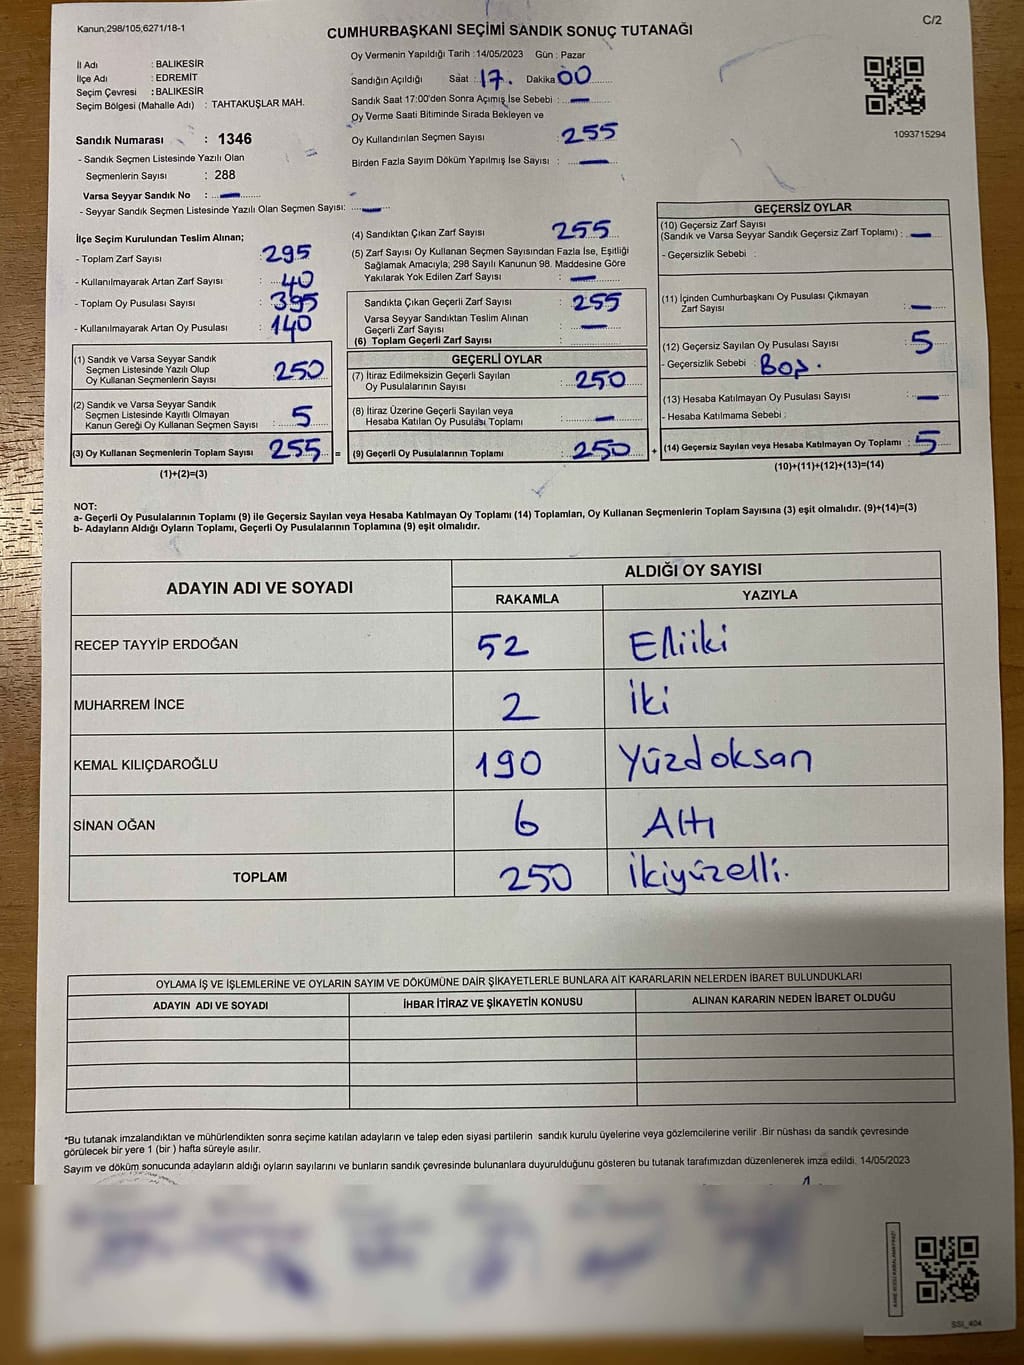 Kanun;298/105,6271/18-1
CUMHURBAŞKANI SEÇİMİ SANDIK SONUÇ TUTANAĞI
C/2
İl Adı : BALIKESİR
İlçe Adı : EDREMİT
Seçim Çevresi : BALIKESİR
Seçim Bölgesi (Mahalle Adı) : TAHTAKUŞLAR MAH.
Oy Vermenin Yapıldığı Tarih : 14/05/2023 Gün : Pazar
Sandığın Açıldığı Saat : 17. Dakika 00
Sandık Saat 17:00'den Sonra Açımış İse Sebebi : —
Oy Verme Saati Bitiminde Sırada Bekleyen ve
Oy Kullandırılan Seçmen Sayısı : 255
Birden Fazla Sayım Döküm Yapılmış İse Sayısı : —
1093715294
Sandık Numarası : 1346
- Sandık Seçmen Listesinde Yazılı Olan
Seçmenlerin Sayısı : 288
Varsa Seyyar Sandık No : —
- Seyyar Sandık Seçmen Listesinde Yazılı Olan Seçmen Sayısı: —
İlçe Seçim Kurulundan Teslim Alınan;
- Toplam Zarf Sayısı : 295
- Kullanılmayarak Artan Zarf Sayısı : 40
- Toplam Oy Pusulası Sayısı : 395
- Kullanılmayarak Artan Oy Pusulası : 140
(1) Sandık ve Varsa Seyyar Sandık
Seçmen Listesinde Yazılı Olup
Oy Kullanan Seçmenlerin Sayısı : 250
(2) Sandık ve Varsa Seyyar Sandık
Seçmen Listesinde Kayıtlı Olmayan
Kanun Gereği Oy Kullanan Seçmen Sayısı : 5
(3) Oy Kullanan Seçmenlerin Toplam Sayısı 255 =
(1)+(2)=(3)
(4) Sandıktan Çıkan Zarf Sayısı : 255
(5) Zarf Sayısı Oy Kullanan Seçmen Sayısından Fazla İse, Eşitliği
Sağlamak Amacıyla, 298 Sayılı Kanunun 98. Maddesine Göre
Yakılarak Yok Edilen Zarf Sayısı : —
Sandıkta Çıkan Geçerli Zarf Sayısı : 255
Varsa Seyyar Sandıktan Teslim Alınan
Geçerli Zarf Sayısı : —
(6) Toplam Geçerli Zarf Sayısı :
GEÇERLİ OYLAR
(7) İtiraz Edilmeksizin Geçerli Sayılan
Oy Pusulalarının Sayısı : 250
(8) İtiraz Üzerine Geçerli Sayılan veya
Hesaba Katılan Oy Pusulası Toplamı : —
(9) Geçerli Oy Pusulalarının Toplamı : 250 +
GEÇERSİZ OYLAR
(10) Geçersiz Zarf Sayısı
(Sandık ve Varsa Seyyar Sandık Geçersiz Zarf Toplamı) : —
- Geçersizlik Sebebi :
(11) İçinden Cumhurbaşkanı Oy Pusulası Çıkmayan
Zarf Sayısı : —
(12) Geçersiz Sayılan Oy Pusulası Sayısı : 5
- Geçersizlik Sebebi : Boş.
(13) Hesaba Katılmayan Oy Pusulası Sayısı : —
- Hesaba Katılmama Sebebi :
(14) Geçersiz Sayılan veya Hesaba Katılmayan Oy Toplamı : 5
(10)+(11)+(12)+(13)=(14)
NOT:
a- Geçerli Oy Pusulalarının Toplamı (9) ile Geçersiz Sayılan veya Hesaba Katılmayan Oy Toplamı (14) Toplamları, Oy Kullanan Seçmenlerin Toplam Sayısına (3) eşit olmalıdır. (9)+(14)=(3)
b- Adayların Aldığı Oyların Toplamı, Geçerli Oy Pusulalarının Toplamına (9) eşit olmalıdır.
ADAYIN ADI VE SOYADI ALDIĞI OY SAYISI
RAKAMLA YAZIYLA
RECEP TAYYİP ERDOĞAN 52 Elliiki
MUHARREM İNCE 2 İki
KEMAL KILIÇDAROĞLU 190 Yüzdoksan
SİNAN OĞAN 6 Altı
TOPLAM 250 İkiyüzelli.
OYLAMA İŞ VE İŞLEMLERİNE VE OYLARIN SAYIM VE DÖKÜMÜNE DAİR ŞİKAYETLERLE BUNLARA AİT KARARLARIN NELERDEN İBARET BULUNDUKLARI
ADAYIN ADI VE SOYADI İHBAR İTİRAZ VE ŞİKAYETİN KONUSU ALINAN KARARIN NEDEN İBARET OLDUĞU
*Bu tutanak imzalandıktan ve mühürlendikten sonra seçime katılan adayların ve talep eden siyasi partilerin sandık kurulu üyelerine veya gözlemcilerine verilir .Bir nüshası da sandık çevresinde
görülecek bir yere 1 (bir ) hafta süreyle asılır.
Sayım ve döküm sonucunda adayların aldığı oyların sayılarını ve bunların sandık çevresinde bulunanlara duyurulduğunu gösteren bu tutanak tarafımızdan düzenlenerek imza edildi. 14/05/2023
SSI_404